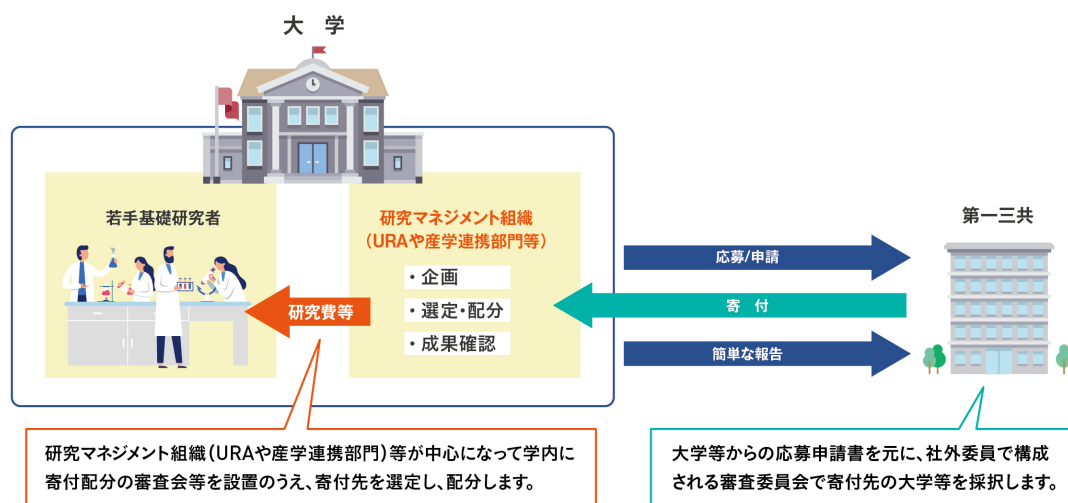 大学
若手基礎研究者
研究マネジメント組織
(URAや産学連携部門等)
・企画
・選定・配分
・成果確認
研究費等
応募/申請
寄付
簡単な報告
第一三共
研究マネジメント組織(URAや産学連携部門)等が中心になって学内に
寄付配分の審査会等を設置のうえ、寄付先を選定し、配分します。
大学等からの応募申請書を元に、社外委員で構成
される審査委員会で寄付先の大学等を採択します。